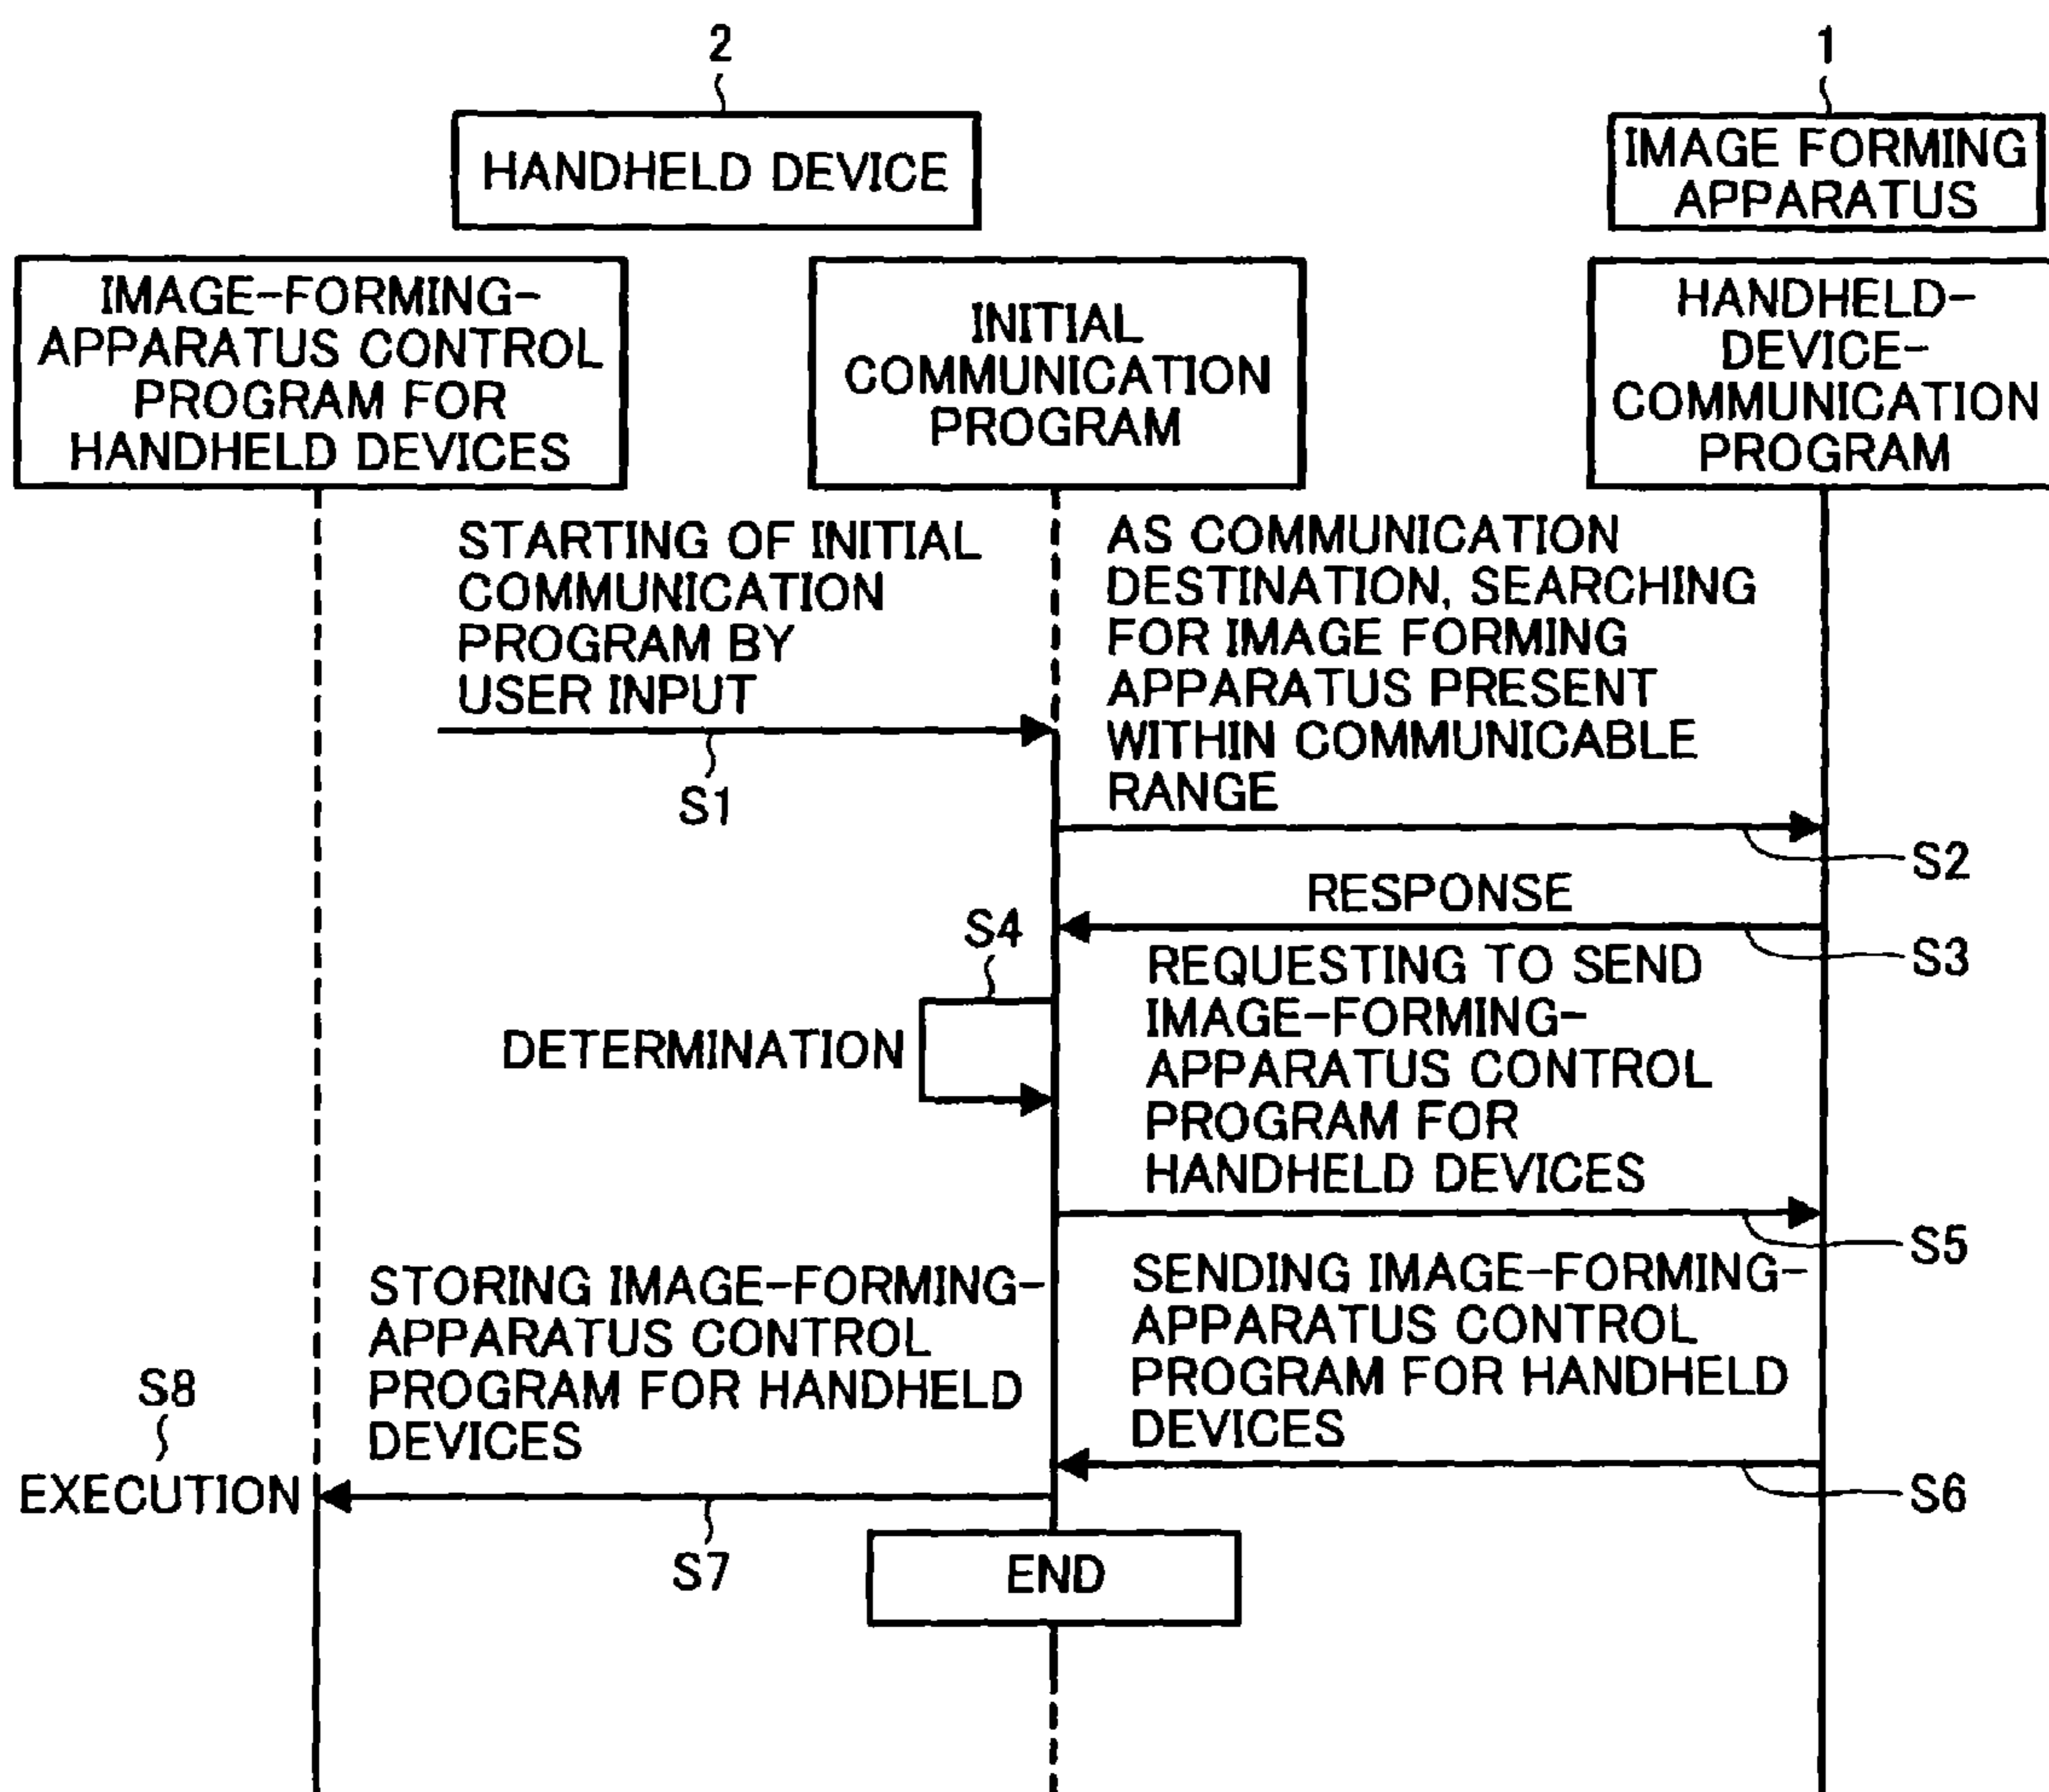 2
1
HANDHELD DEVICE
IMAGE FORMING
APPARATUS
IMAGE-FORMING-
APPARATUS CONTROL
PROGRAM FOR
HANDHELD DEVICES
INITIAL
COMMUNICATION
PROGRAM
HANDHELD-
DEVICE-
COMMUNICATION
PROGRAM
STARTING OF INITIAL
COMMUNICATION
PROGRAM BY
USER INPUT
S1
AS COMMUNICATION
DESTINATION, SEARCHING
FOR IMAGE FORMING
APPARATUS PRESENT
WITHIN COMMUNICABLE
RANGE
S2
RESPONSE
S3
S4
DETERMINATION
REQUESTING TO SEND
IMAGE-FORMING-
APPARATUS CONTROL
PROGRAM FOR
HANDHELD DEVICES
S5
SENDING IMAGE-FORMING-
APPARATUS CONTROL
PROGRAM FOR HANDHELD
DEVICES
S6
STORING IMAGE-FORMING-
APPARATUS CONTROL
PROGRAM FOR HANDHELD
DEVICES
S7
S8
EXECUTION
END